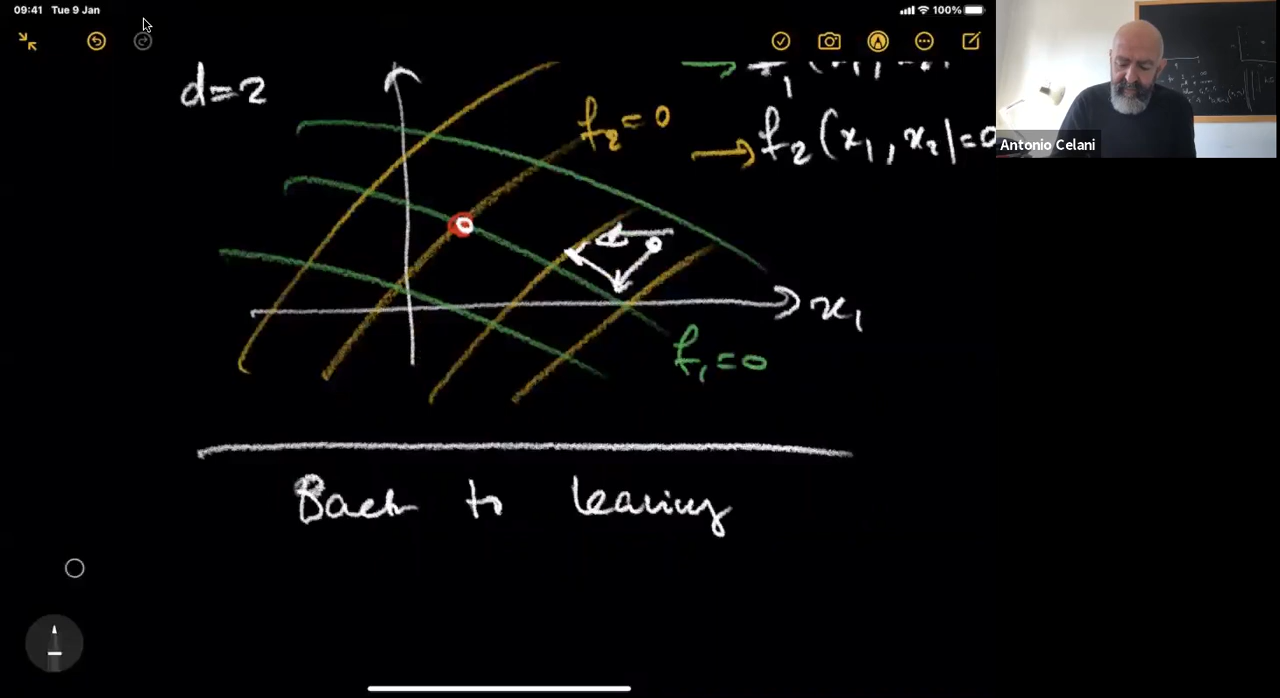 09:41 Tue 9 Jan
100%
d=2
f₂=0
f₂(x₁,x₂)=0
Antonio Celani
x₁
f₁=0
Back to learing